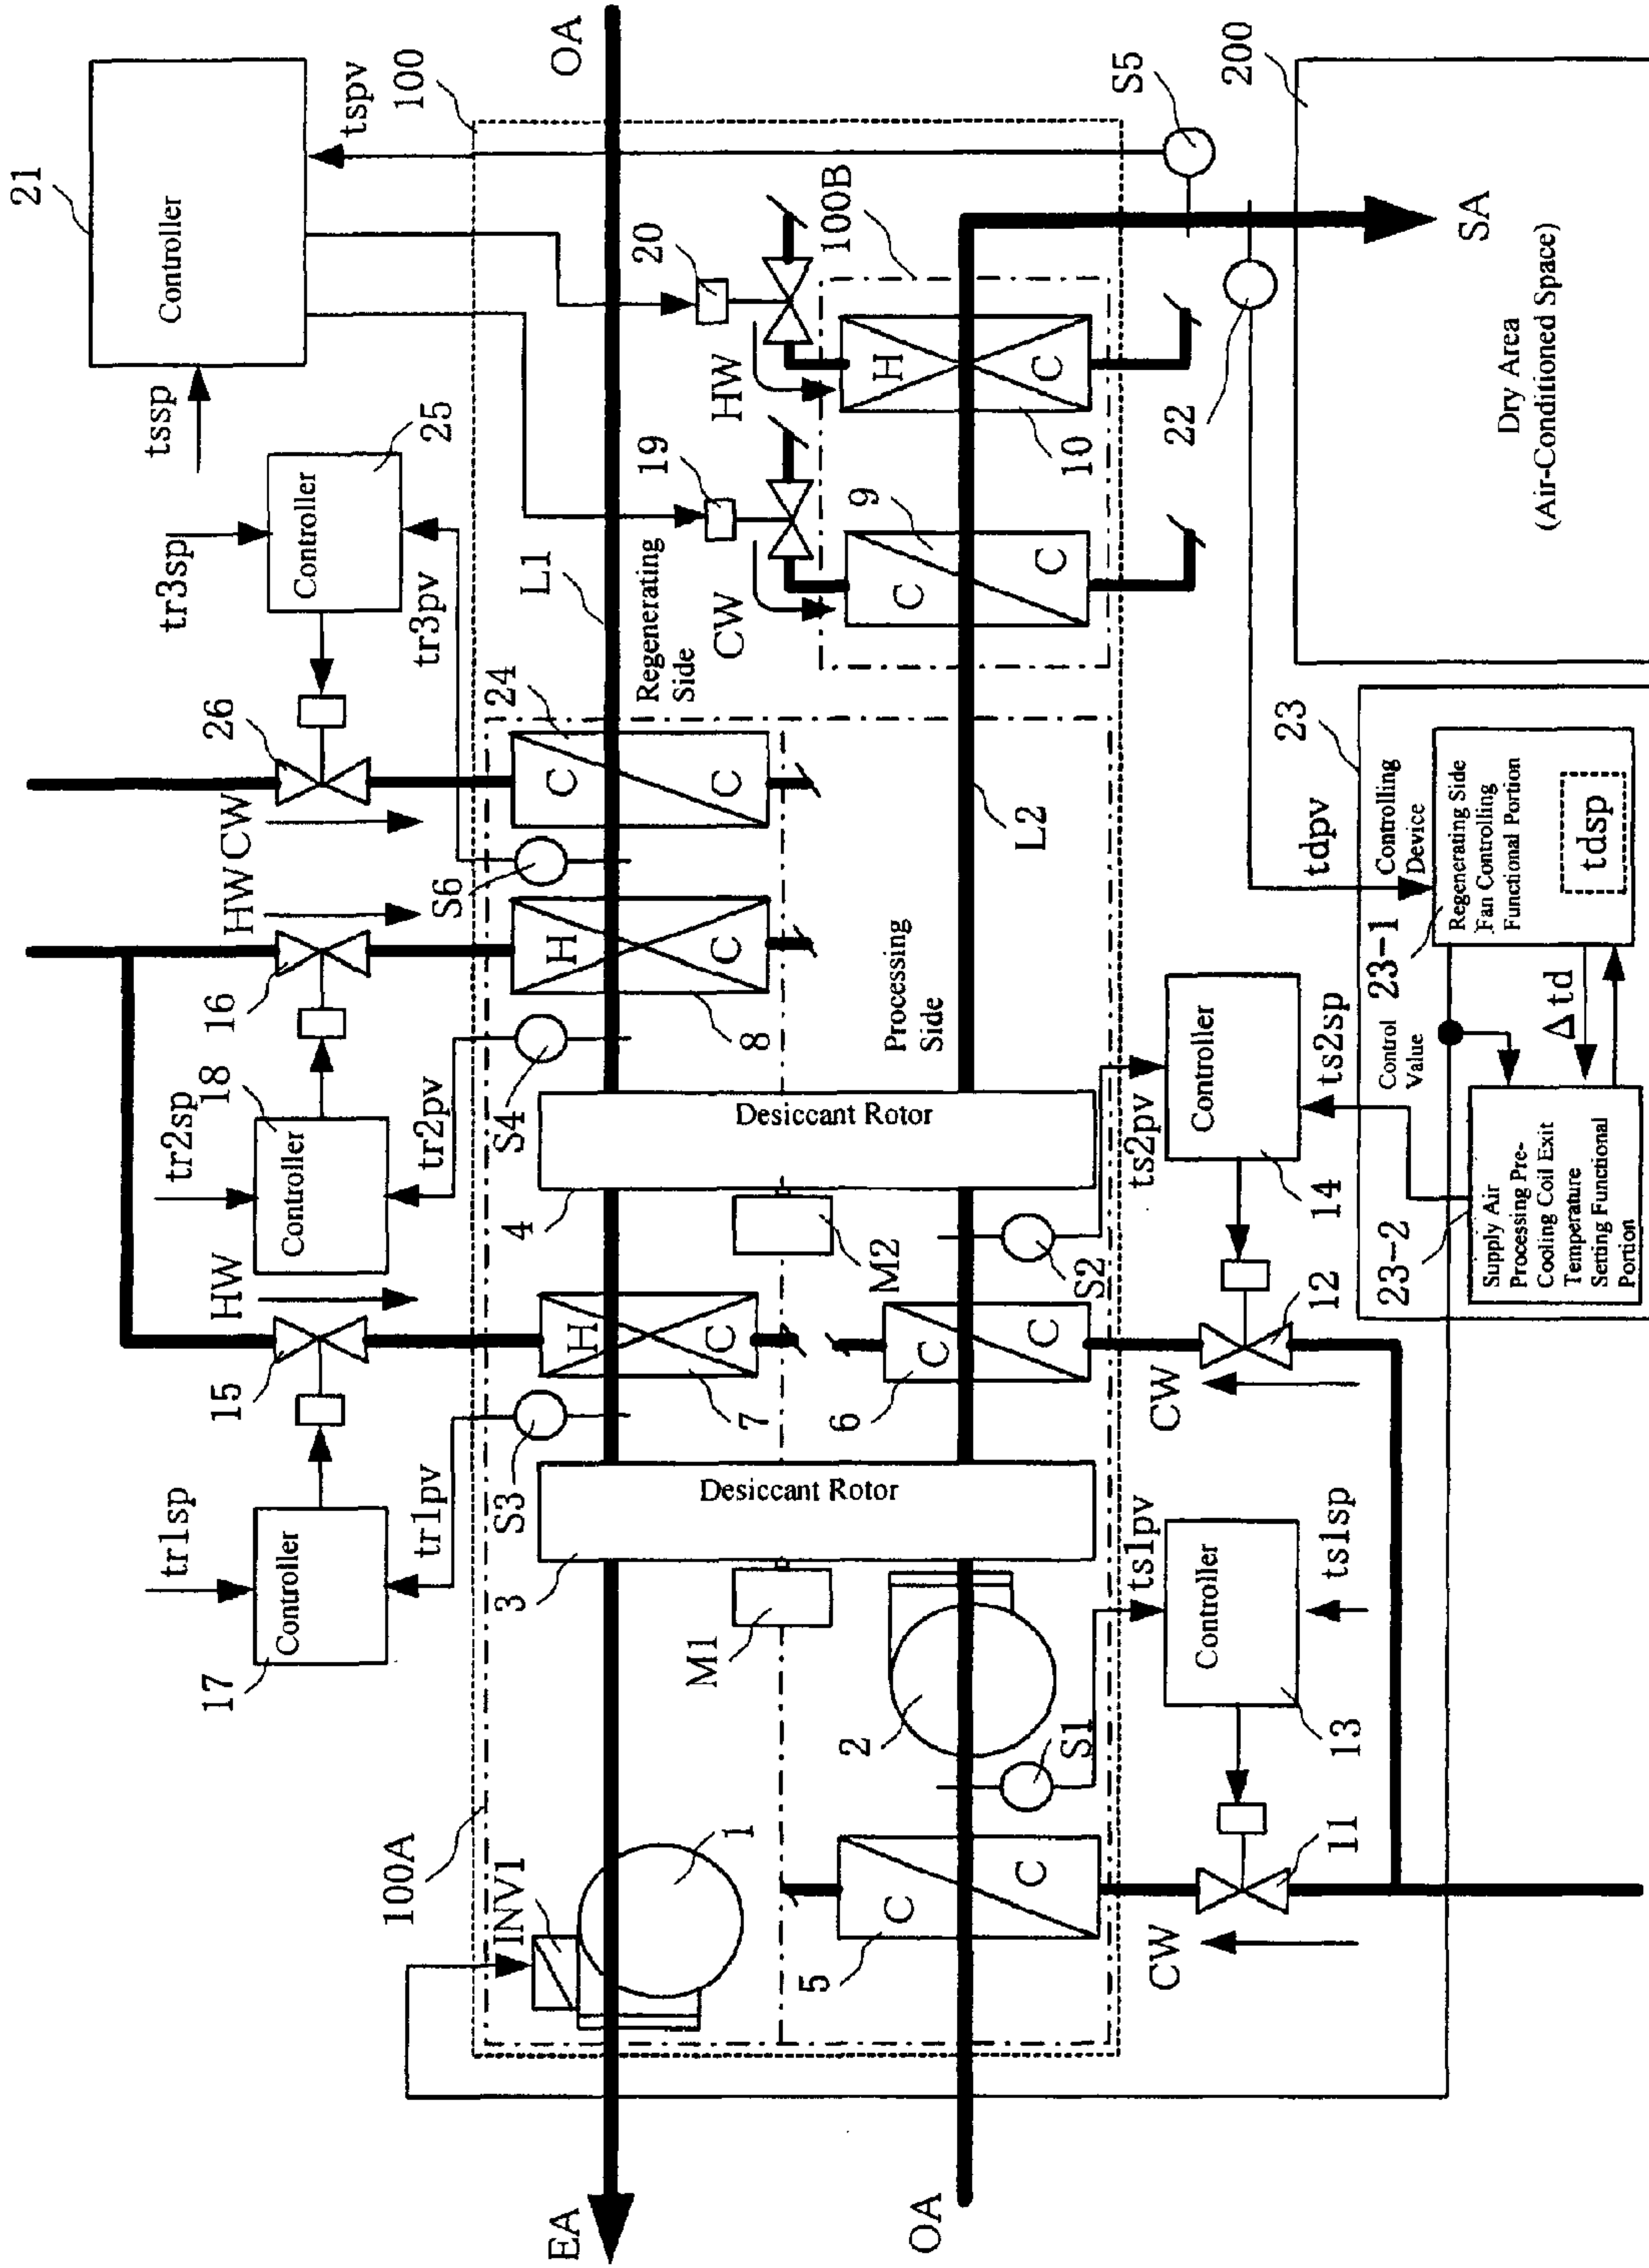 21
Controller
tssp
tspv
100
OA
tr3sp
Controller
25
tr3pv
26
HW
CW
16
S6
24
L1
Regenerating
Side
19
20
HW
CW
100B
S5
200
tr2sp
18
Controller
tr2pv
S4
8
HW
15
tr1sp
17
Controller
tr1pv
S3
7
H
C
H
C
C
C
9
C
C
10
H
C
22
SA
Dry Area
(Air-Conditioned Space)
4
Desiccant Rotor
M2
Processing
Side
L2
3
Desiccant Rotor
M1
6
C
C
S2
ts2pv
Controller
14
ts2sp
12
CW
100A
INV1
1
2
S1
ts1pv
Controller
13
ts1sp
5
C
C
11
CW
EA
OA
23
tdpv
Controlling
Device
23-1
Regenerating Side
Fan Controlling
Functional Portion
tdsp
Control
Value
Δtd
23-2
Supply Air
Processing Pre-
Cooling Coil Exit
Temperature
Setting Functional
Portion